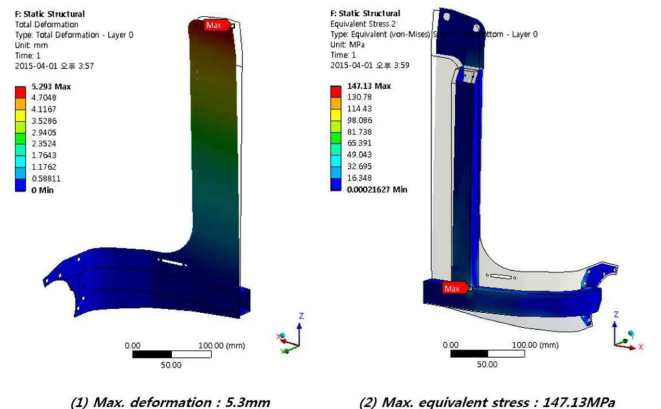 F: Static Structural
Total Deformation
Type: Total Deformation - Layer 0
Unit: mm
Time: 1
2015-04-01 오후 3:57
5.293 Max
4.7048
4.1167
3.5286
2.9405
2.3524
1.7643
1.1762
0.58811
0 Min
Max
0.00
100.00 (mm)
50.00
Z
X
Y
(1) Max. deformation : 5.3mm
F: Static Structural
Equivalent Stress 2
Type: Equivalent (von-Mises) S ottom - Layer 0
Unit: MPa
Time: 1
2015-04-01 오후 3:59
147.13 Max
130.78
114.43
98.086
81.738
65.391
49.043
32.695
16.348
0.00021627 Min
Max
0.00
100.00 (mm)
50.00
Z
Y
X
(2) Max. equivalent stress : 147.13MPa